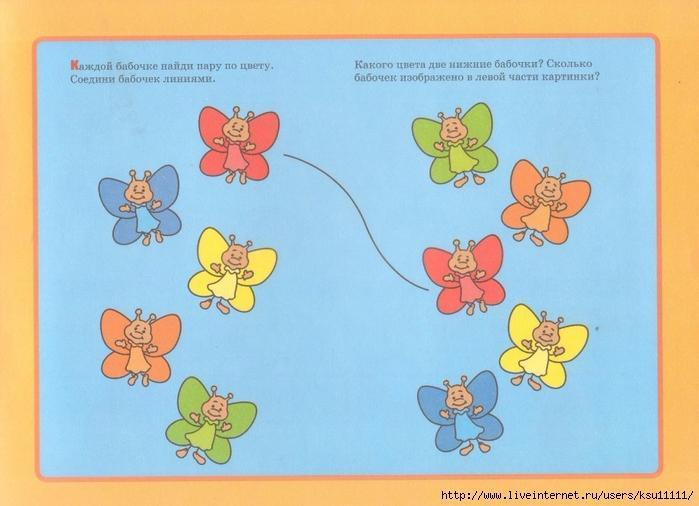 Каждой бабочке найди пару по цвету.
Соедини бабочек линиями.
Какого цвета две нижние бабочки? Сколько
бабочек изображено в левой части картинки?
http://www.liveinternet.ru/users/ksu11111/